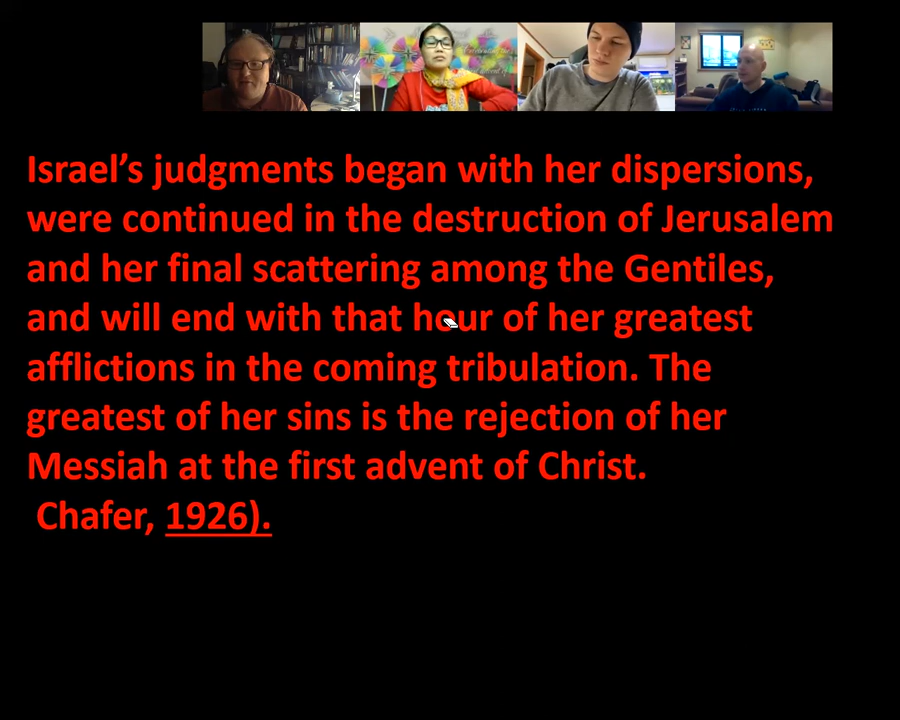 Israel’s judgments began with her dispersions,
were continued in the destruction of Jerusalem
and her final scattering among the Gentiles,
and will end with that hour of her greatest
afflictions in the coming tribulation. The
greatest of her sins is the rejection of her
Messiah at the first advent of Christ.
Chafer, 1926).